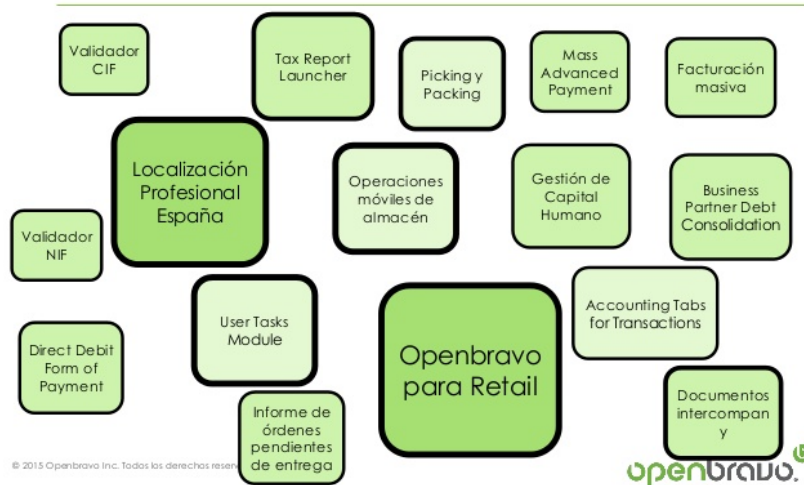 Validador
CIF
Tax Report
Launcher
Picking y
Packing
Mass
Advanced
Payment
Facturación
masiva
Localización
Profesional
España
Operaciones
móviles de
almacén
Gestión de
Capital
Humano
Business
Partner Debt
Consolidation
Validador
NIF
User Tasks
Module
Openbravo
para Retail
Accounting Tabs
for Transactions
Direct Debit
Form of
Payment
Informe de
órdenes
pendientes
de entrega
Documentos
intercompan
y
© 2015 Openbravo Inc. Todos los derechos reser
openbravo.